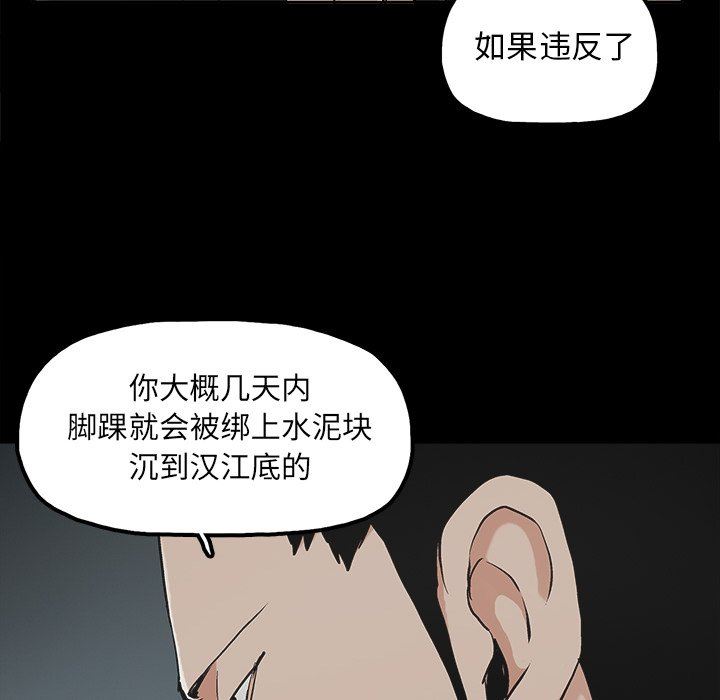 如果违反了
你大概几天内
脚踝就会被绑上水泥块
沉到汉江底的